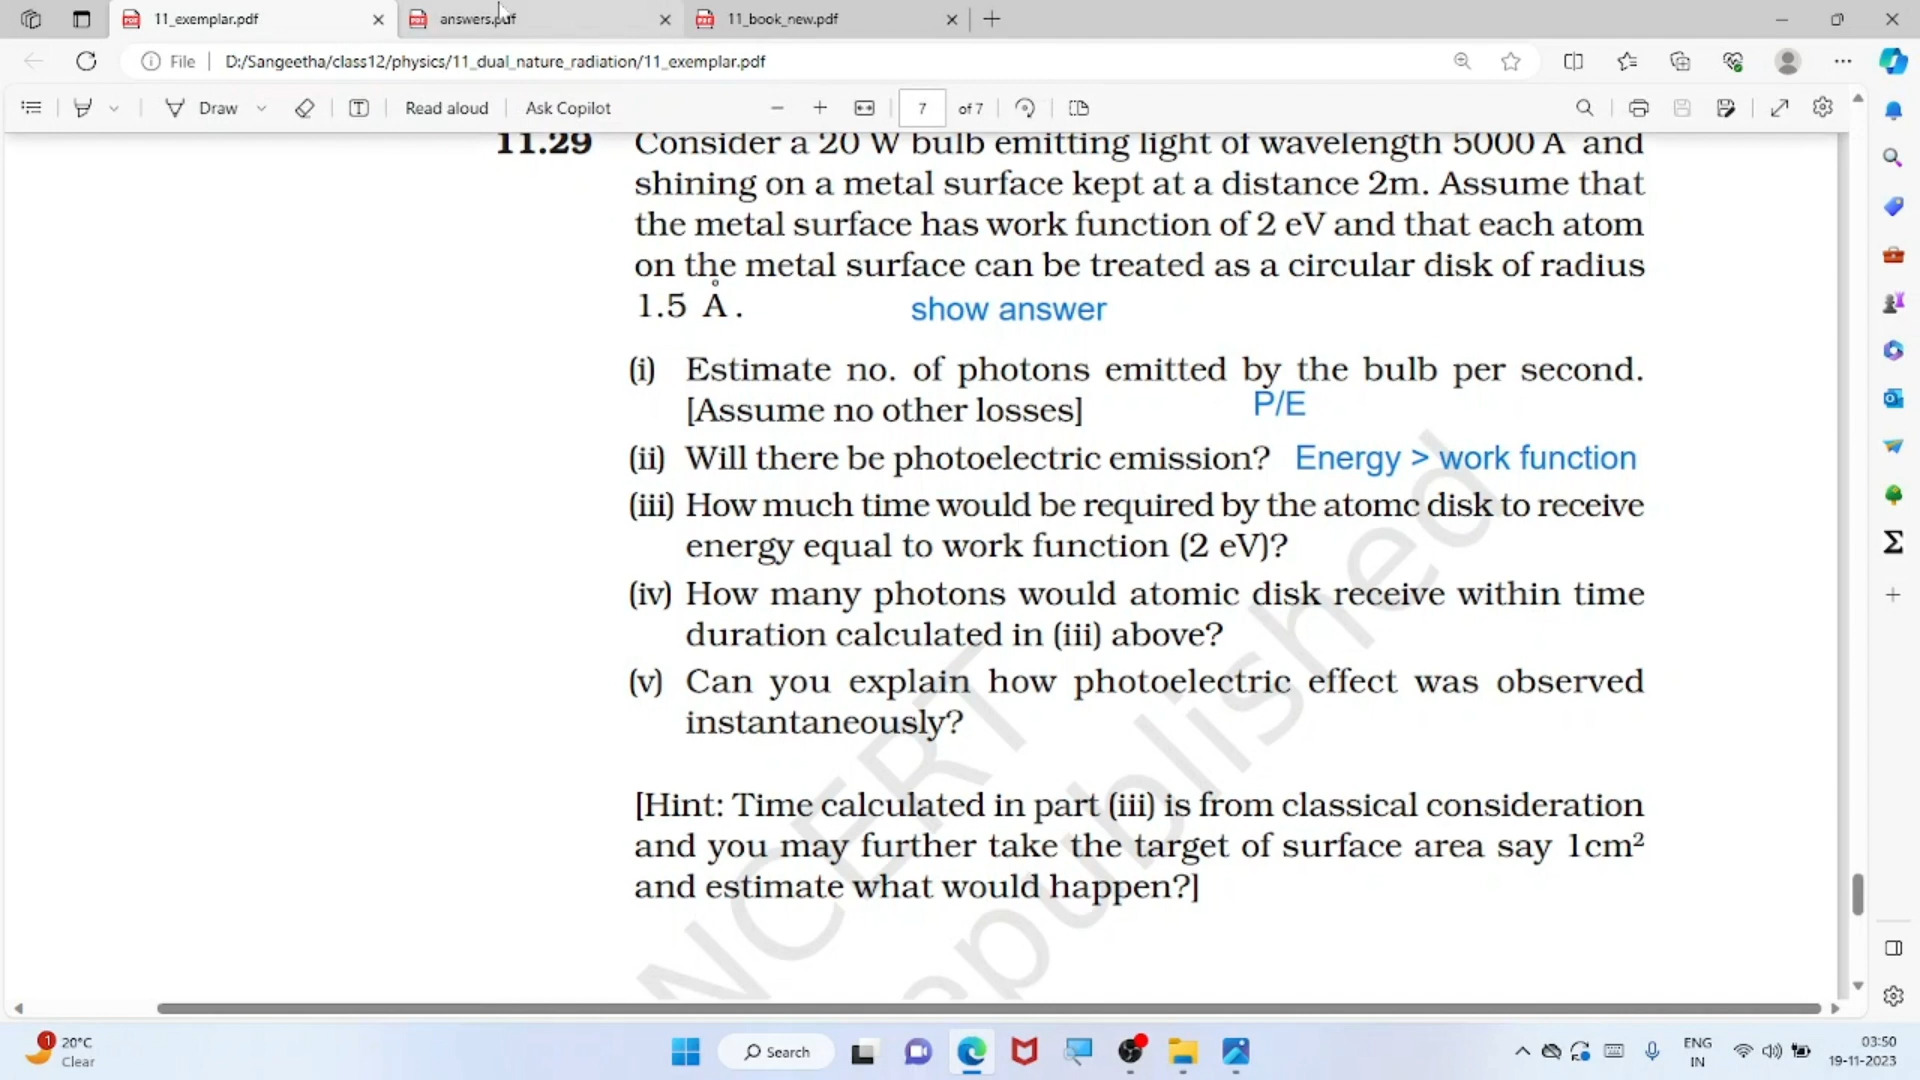 11_exemplar.pdf
answers.pdf
11_book_new.pdf
File
D:/Sangeetha/class12/physics/11_dual_nature_radiation/11_exemplar.pdf
Draw
Read aloud
Ask Copilot
7
of 7
11.29 Consider a 20 W bulb emitting light of wavelength 5000 Å and
shining on a metal surface kept at a distance 2m. Assume that
the metal surface has work function of 2 eV and that each atom
on the metal surface can be treated as a circular disk of radius
1.5 Å.
show answer
(i) Estimate no. of photons emitted by the bulb per second.
[Assume no other losses]
P/E
(ii) Will there be photoelectric emission?
Energy > work function
(iii) How much time would be required by the atomc disk to receive
energy equal to work function (2 eV)?
(iv) How many photons would atomic disk receive within time
duration calculated in (iii) above?
(v) Can you explain how photoelectric effect was observed
instantaneously?
[Hint: Time calculated in part (iii) is from classical consideration
and you may further take the target of surface area say 1cm²
and estimate what would happen?]
NCERT
epublished
1
20°C
Clear
Search
ENG
IN
03:50
19-11-2023